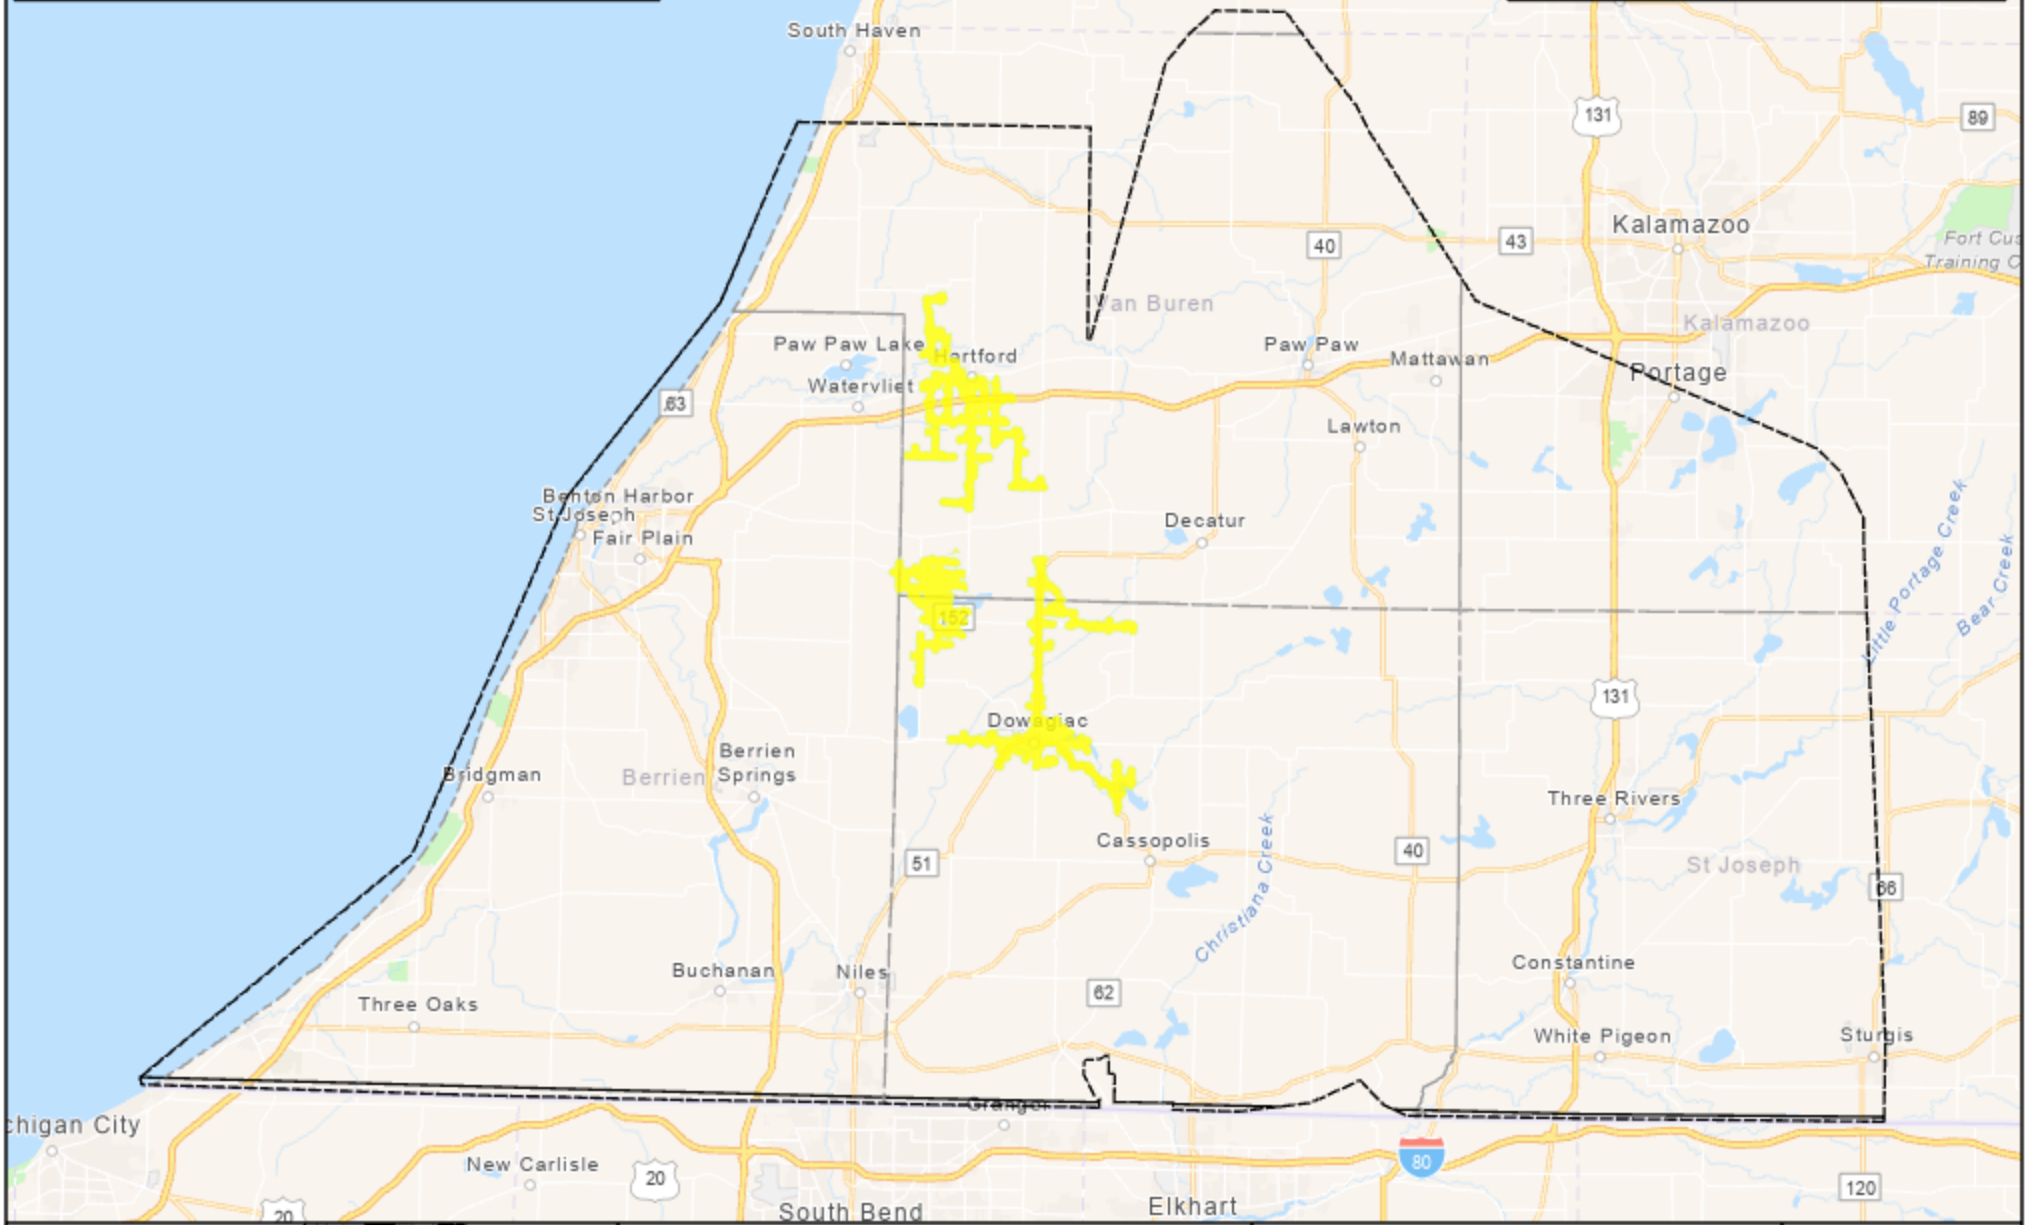 South Haven
131
89
Kalamazoo
40
43
Fort Cus
Training C
Van Buren
Kalamazoo
Paw Paw Lake
Hartford
Paw Paw
Mattawan
Portage
Watervliet
63
Lawton
Benton Harbor
St Joseph
Fair Plain
Decatur
Little Portage Creek
Bear Creek
152
131
Dowagiac
Berrien
Springs
Bridgman
Berrien
Three Rivers
Cassopolis
51
40
St Joseph
66
Christiana Creek
Buchanan
Niles
Constantine
62
Three Oaks
White Pigeon
Sturgis
Granger
chigan City
New Carlisle
20
80
120
20
South Bend
Elkhart